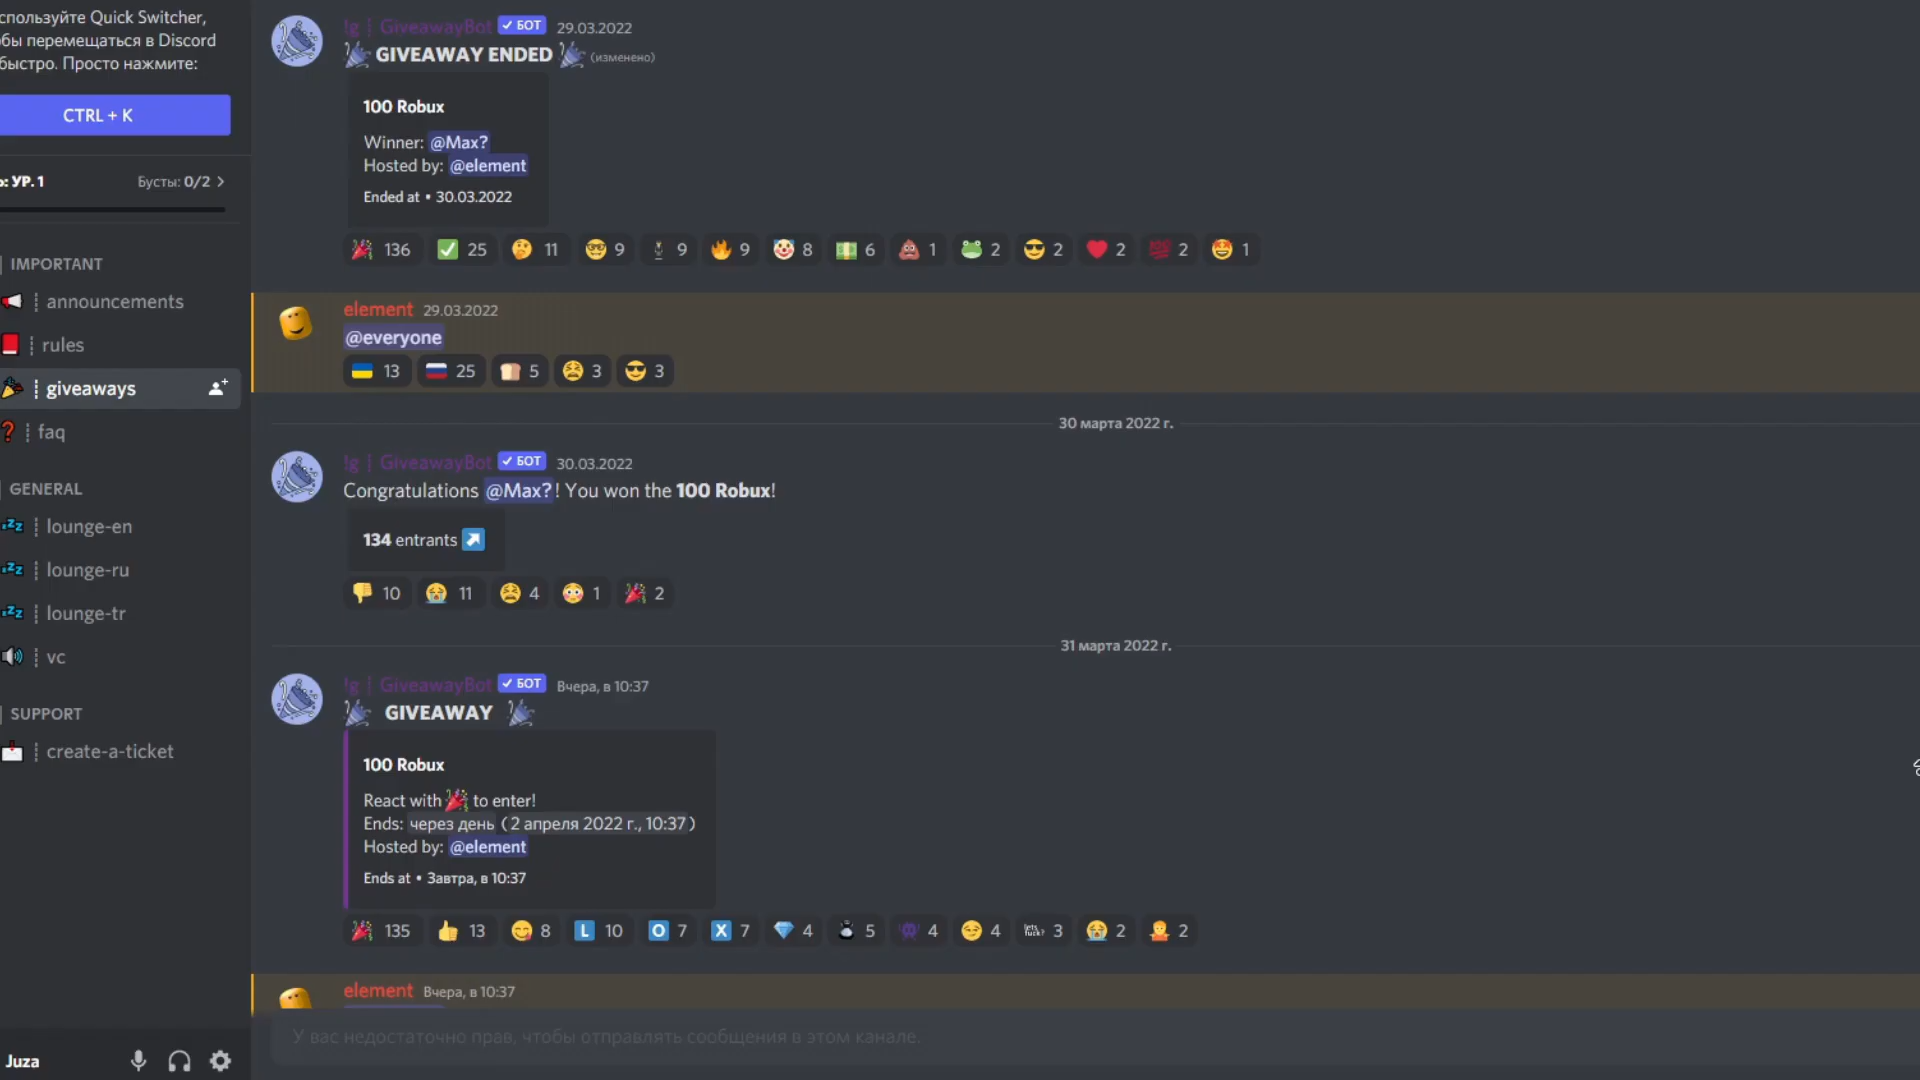 спользуйте Quick Switcher,
бы перемещаться в Discord
быстро. Просто нажмите:
CTRL + K
УР. 1
Бусты: 0/2
IMPORTANT
announcements
rules
giveaways
faq
GENERAL
lounge-en
lounge-ru
lounge-tr
vc
SUPPORT
create-a-ticket
Juza
!g ¦ GiveawayBot ✓ БОТ 29.03.2022
GIVEAWAY ENDED (изменено)
100 Robux
Winner: @Max?
Hosted by: @element
Ended at • 30.03.2022
136 25 11 9 9 9 8 6 1 2 2 2 2 1
element 29.03.2022
@everyone
13 25 5 3 3
30 марта 2022 г.
!g ¦ GiveawayBot ✓ БОТ 30.03.2022
Congratulations @Max?! You won the 100 Robux!
134 entrants
10 11 4 1 2
31 марта 2022 г.
!g ¦ GiveawayBot ✓ БОТ Вчера, в 10:37
GIVEAWAY
100 Robux
React with to enter!
Ends: через день (2 апреля 2022 г., 10:37)
Hosted by: @element
Ends at • Завтра, в 10:37
135 13 8 L 10 O 7 X 7 4 5 4 4 3 2 2
element Вчера, в 10:37
У вас недостаточно прав, чтобы отправлять сообщения в этом канале.